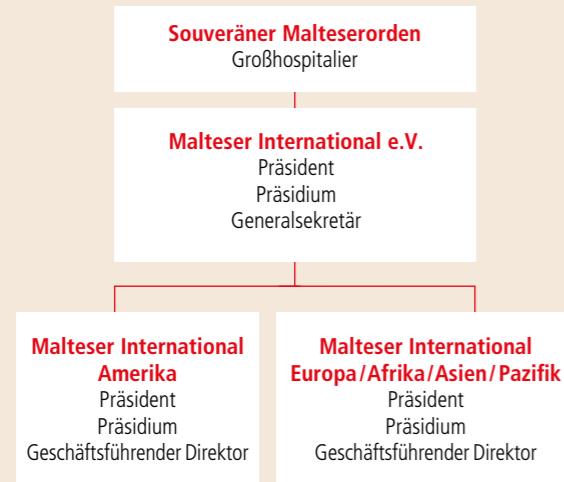 Souveräner Malteserorden
Großhospitalier
Malteser International e.V.
Präsident
Präsidium
Generalsekretär
Malteser International
Amerika
Präsident
Präsidium
Geschäftsführender Direktor
Malteser International
Europa/Afrika/Asien/Pazifik
Präsident
Präsidium
Geschäftsführender Direktor